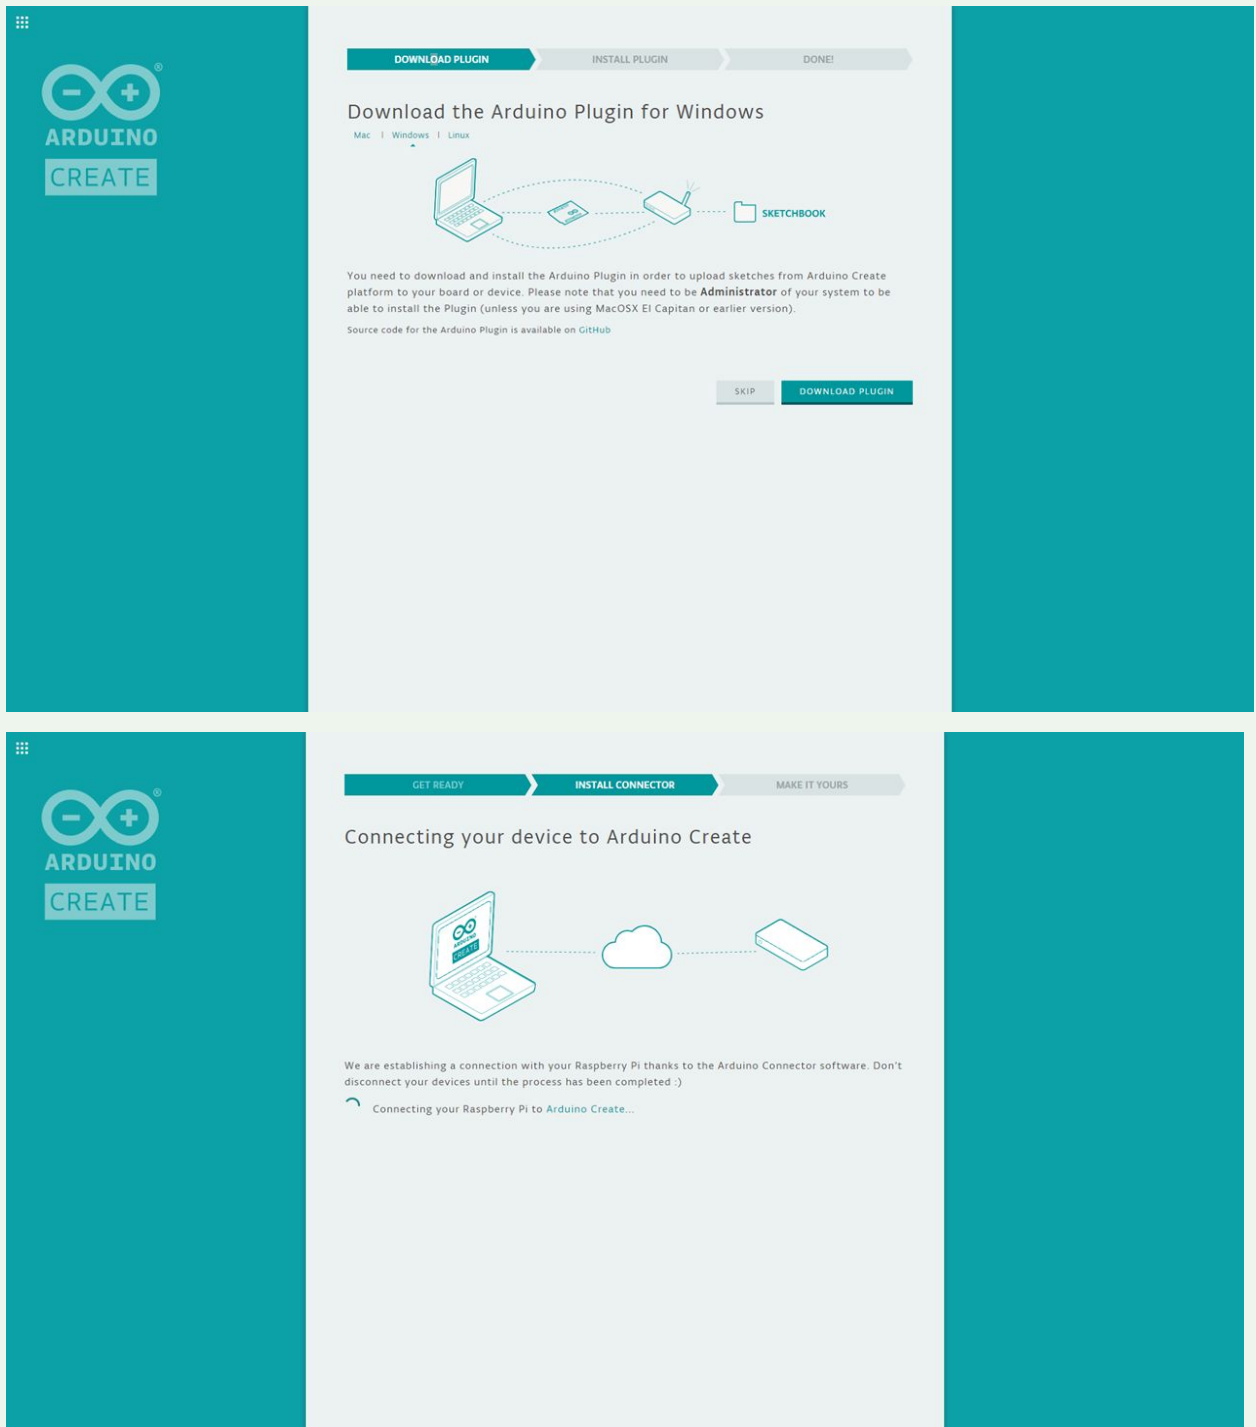 ®
ARDUINO
CREATE
DOWNLOAD PLUGIN
INSTALL PLUGIN
DONE!
Download the Arduino Plugin for Windows
Mac | Windows | Linux
SKETCHBOOK
You need to download and install the Arduino Plugin in order to upload sketches from Arduino Create
platform to your board or device. Please note that you need to be Administrator of your system to be
able to install the Plugin (unless you are using MacOSX El Capitan or earlier version).
Source code for the Arduino Plugin is available on GitHub
SKIP
DOWNLOAD PLUGIN
®
ARDUINO
CREATE
GET READY
INSTALL CONNECTOR
MAKE IT YOURS
Connecting your device to Arduino Create
ARDUINO
CREATE
We are establishing a connection with your Raspberry Pi thanks to the Arduino Connector software. Don't
disconnect your devices until the process has been completed :)
Connecting your Raspberry Pi to Arduino Create...